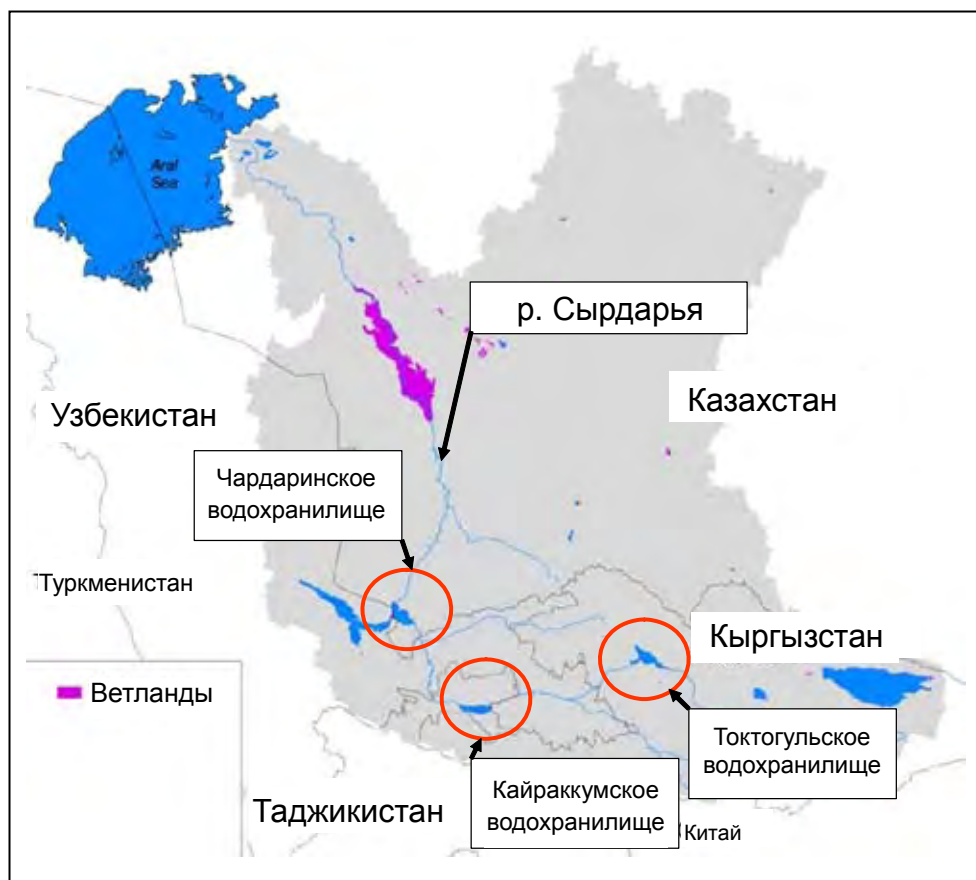 Aral
Sea
р. Сырдарья
Узбекистан
Казахстан
Чардаринское
водохранилище
Туркменистан
Кыргызстан
Ветланды
Токтогульское
водохранилище
Таджикистан
Кайраккумское
водохранилище
Китай